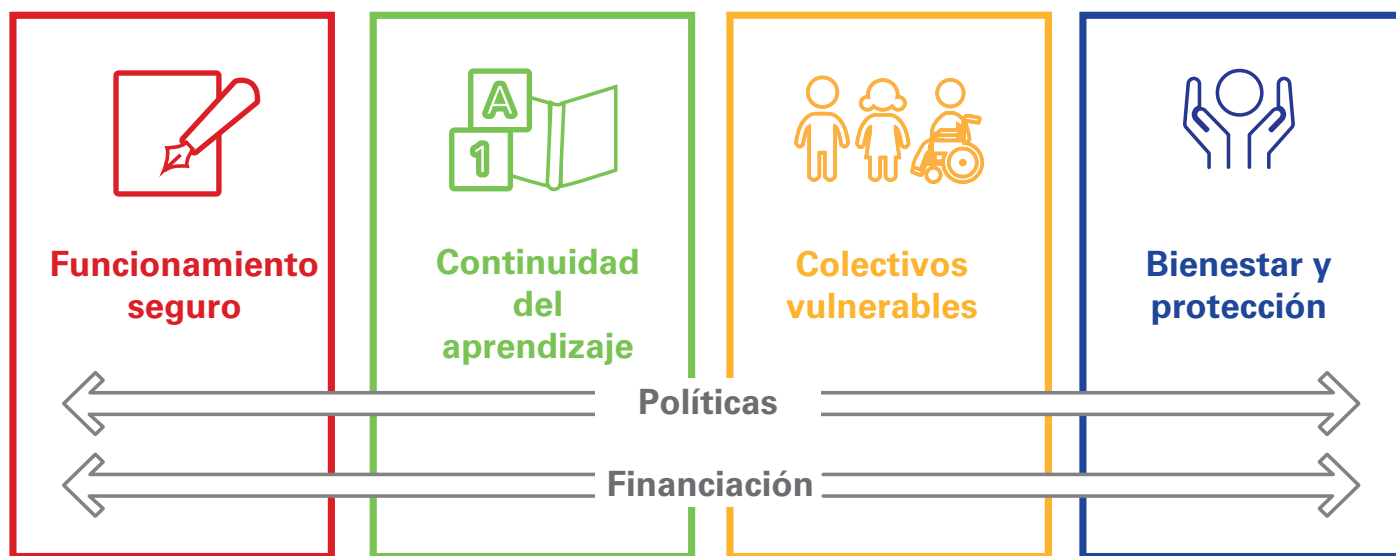 A
1
Funcionamiento
seguro
Continuidad
del
aprendizaje
Colectivos
vulnerables
Bienestar y
protección
Políticas
Financiación